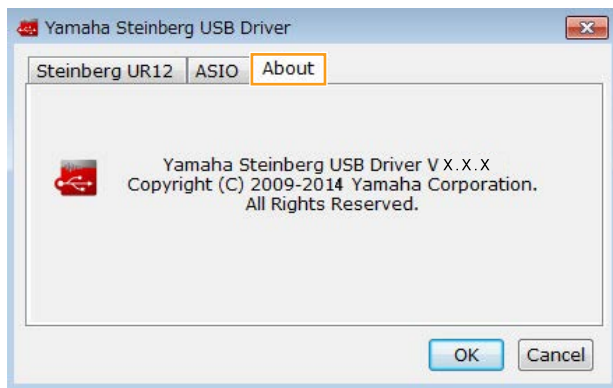 Yamaha Steinberg USB Driver
Steinberg UR12 ASIO About
Yamaha Steinberg USB Driver V X.X.X
Copyright (C) 2009-2014 Yamaha Corporation.
All Rights Reserved.
OK Cancel